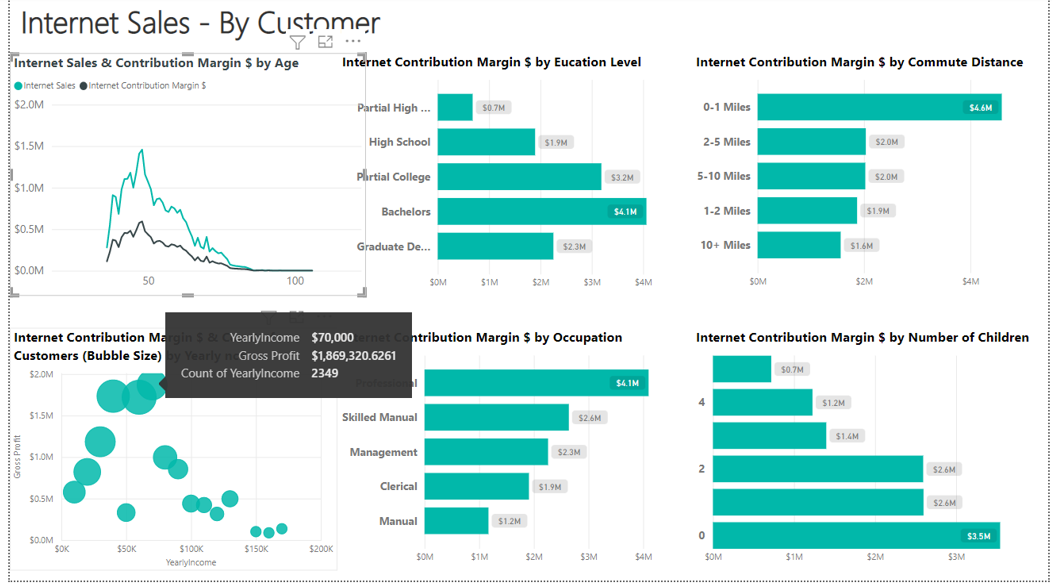 Internet Sales - By Customer
Internet Sales & Contribution Margin $ by Age
Internet Sales Internet Contribution Margin $
$2.0M
$1.5M
$1.0M
$0.5M
$0.0M
50 100
Internet Contribution Margin $ by Eucation Level
Partial High ... $0.7M
High School $1.9M
Partial College $3.2M
Bachelors $4.1M
Graduate De... $2.3M
$0M $1M $2M $3M $4M
Internet Contribution Margin $ by Commute Distance
0-1 Miles $4.6M
2-5 Miles $2.0M
5-10 Miles $2.0M
1-2 Miles $1.9M
10+ Miles $1.6M
$0M $2M $4M
Internet Contribution Margin $ &
Customers (Bubble Size) by Yearly
YearlyIncome $70,000
Gross Profit $1,869,320.6261
Count of YearlyIncome 2349
Gross Profit
$2.0M
$1.5M
$1.0M
$0.5M
$0.0M
$0K $50K $100K $150K $200K
YearlyIncome
Contribution Margin $ by Occupation
Professional $4.1M
Skilled Manual $2.6M
Management $2.3M
Clerical $1.9M
Manual $1.2M
$0M $1M $2M $3M $4M
Internet Contribution Margin $ by Number of Children
$0.7M
4 $1.2M
$1.4M
2 $2.6M
$2.6M
0 $3.5M
$0M $1M $2M $3M